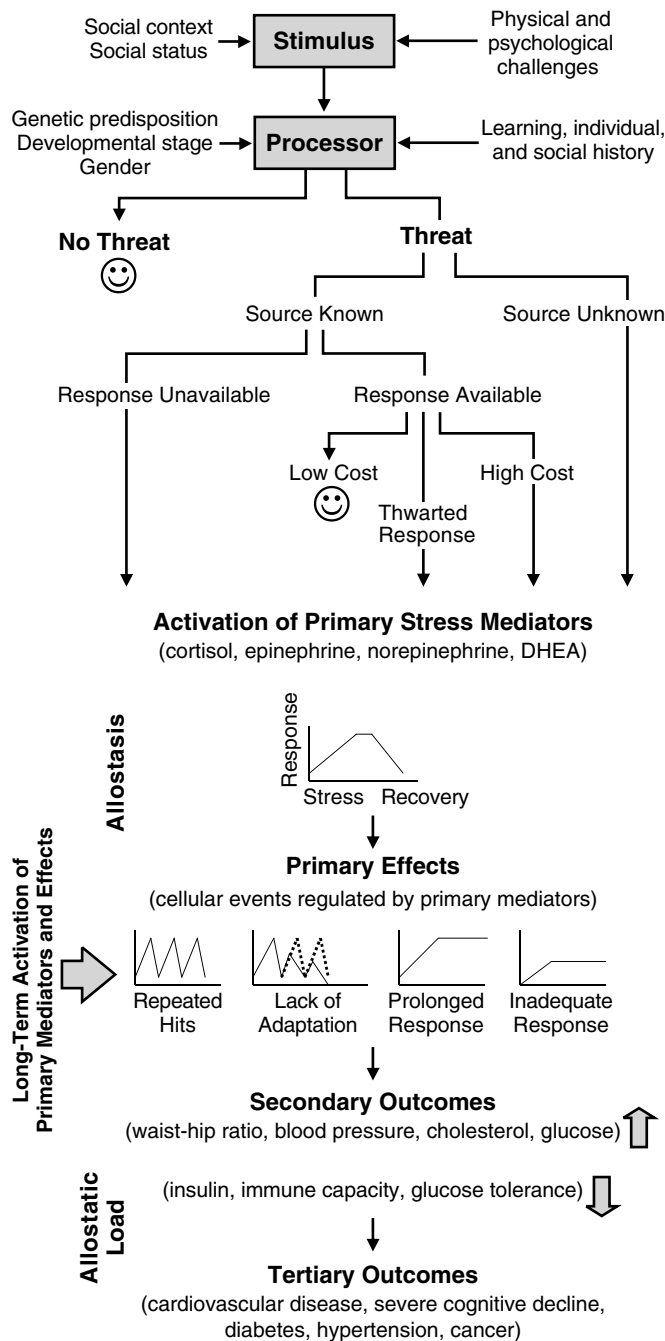 Social context
Social status
Stimulus
Physical and
psychological
challenges
Genetic predisposition
Developmental stage
Gender
Processor
Learning, individual,
and social history
No Threat
Threat
Source Known
Source Unknown
Response Unavailable
Response Available
Low Cost
High Cost
Thwarted
Response
Activation of Primary Stress Mediators
(cortisol, epinephrine, norepinephrine, DHEA)
Allostasis
Response
Stress
Recovery
Primary Effects
(cellular events regulated by primary mediators)
Long-Term Activation of
Primary Mediators and Effects
Repeated
Hits
Lack of
Adaptation
Prolonged
Response
Inadequate
Response
Secondary Outcomes
(waist-hip ratio, blood pressure, cholesterol, glucose)
(insulin, immune capacity, glucose tolerance)
Allostatic
Load
Tertiary Outcomes
(cardiovascular disease, severe cognitive decline,
diabetes, hypertension, cancer)